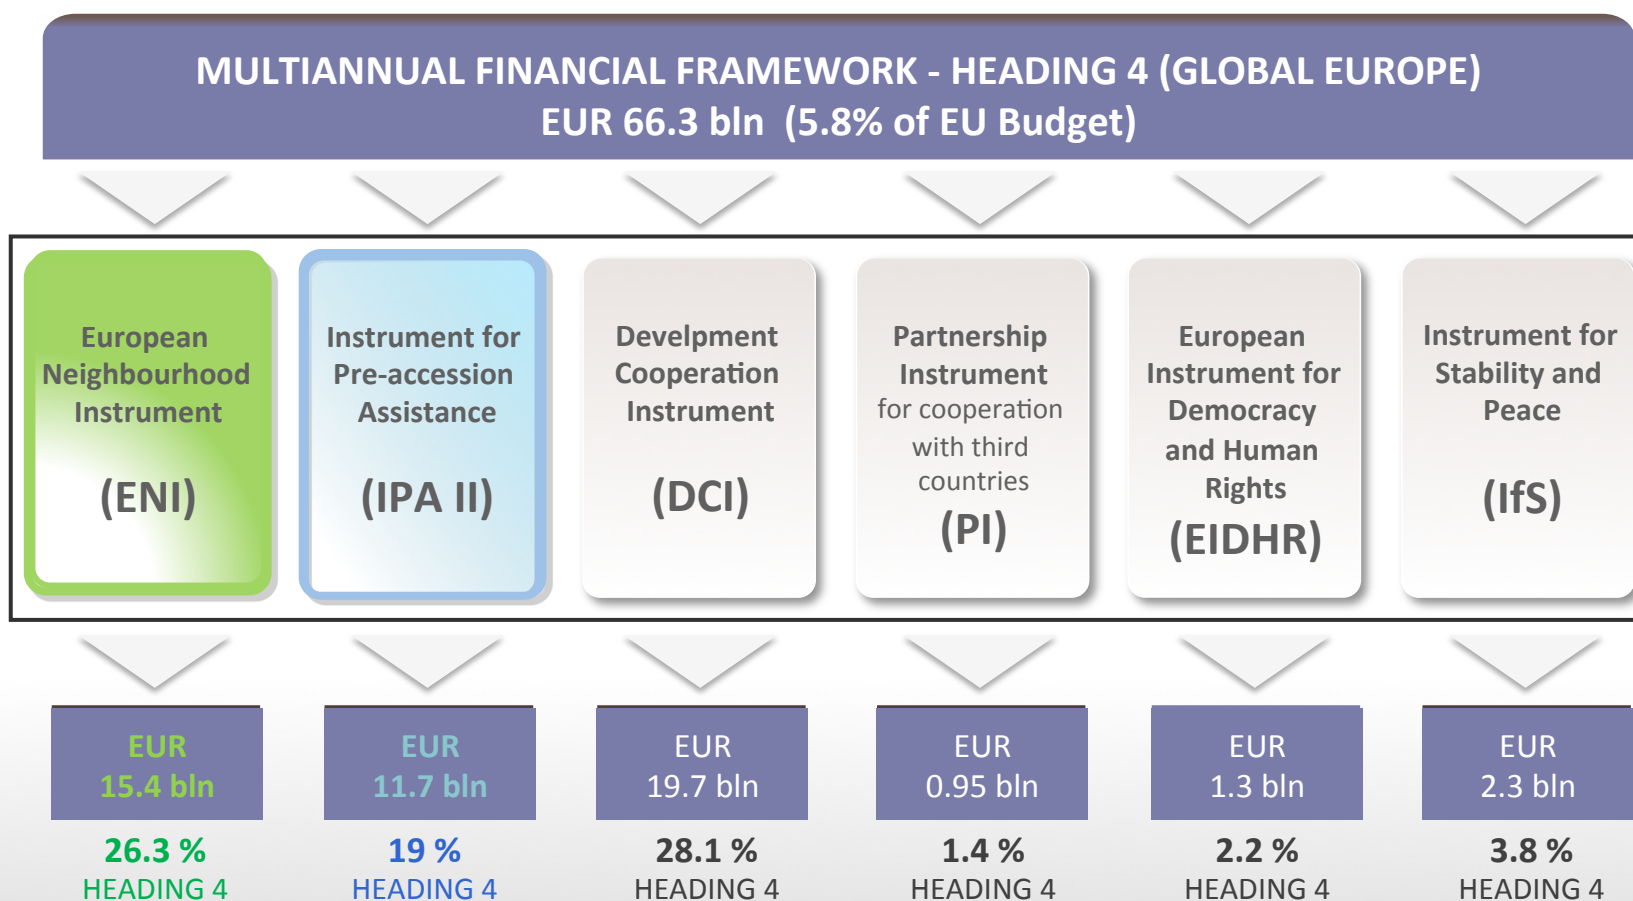 MULTIANNUAL FINANCIAL FRAMEWORK - HEADING 4 (GLOBAL EUROPE)
EUR 66.3 bln (5.8% of EU Budget)
European
Neighbourhood
Instrument
(ENI)
Instrument for
Pre-accession
Assistance
(IPA II)
Develpment
Cooperation
Instrument
(DCI)
Partnership
Instrument
for cooperation
with third
countries
(PI)
European
Instrument for
Democracy
and Human
Rights
(EIDHR)
Instrument for
Stability and
Peace
(IfS)
EUR
15.4 bln
26.3 %
HEADING 4
EUR
11.7 bln
19 %
HEADING 4
EUR
19.7 bln
28.1 %
HEADING 4
EUR
0.95 bln
1.4 %
HEADING 4
EUR
1.3 bln
2.2 %
HEADING 4
EUR
2.3 bln
3.8 %
HEADING 4